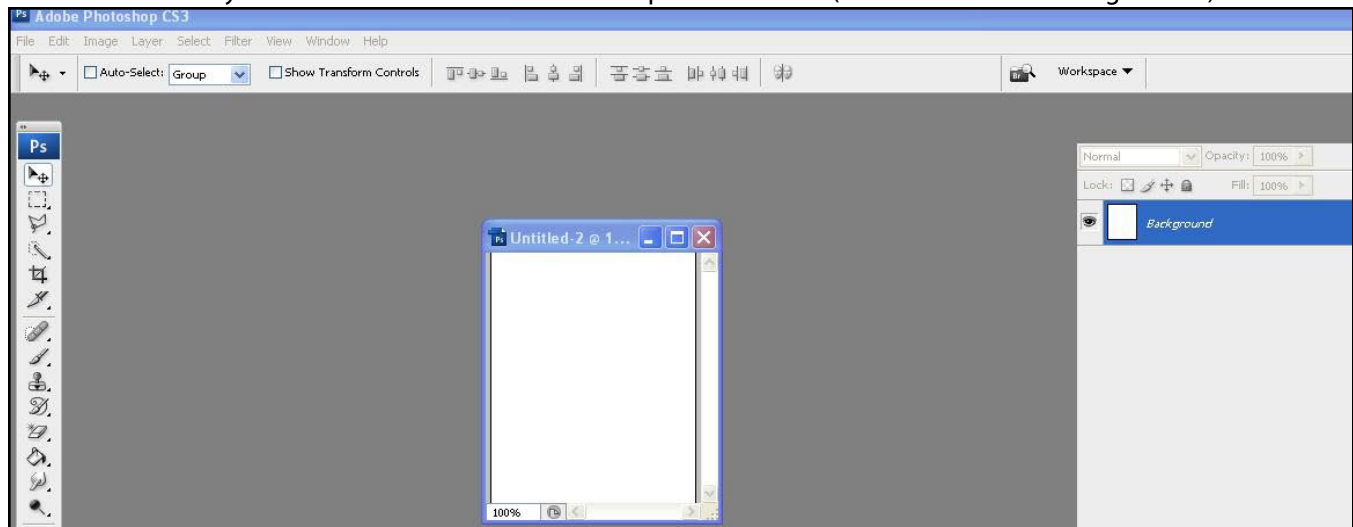 Adobe Photoshop CS3
File Edit Image Layer Select Filter View Window Help
Auto-Select: Group Show Transform Controls Workspace
Ps
Normal Opacity: 100%
Lock: Fill: 100%
Background
Untitled-2 @ 1...
100%